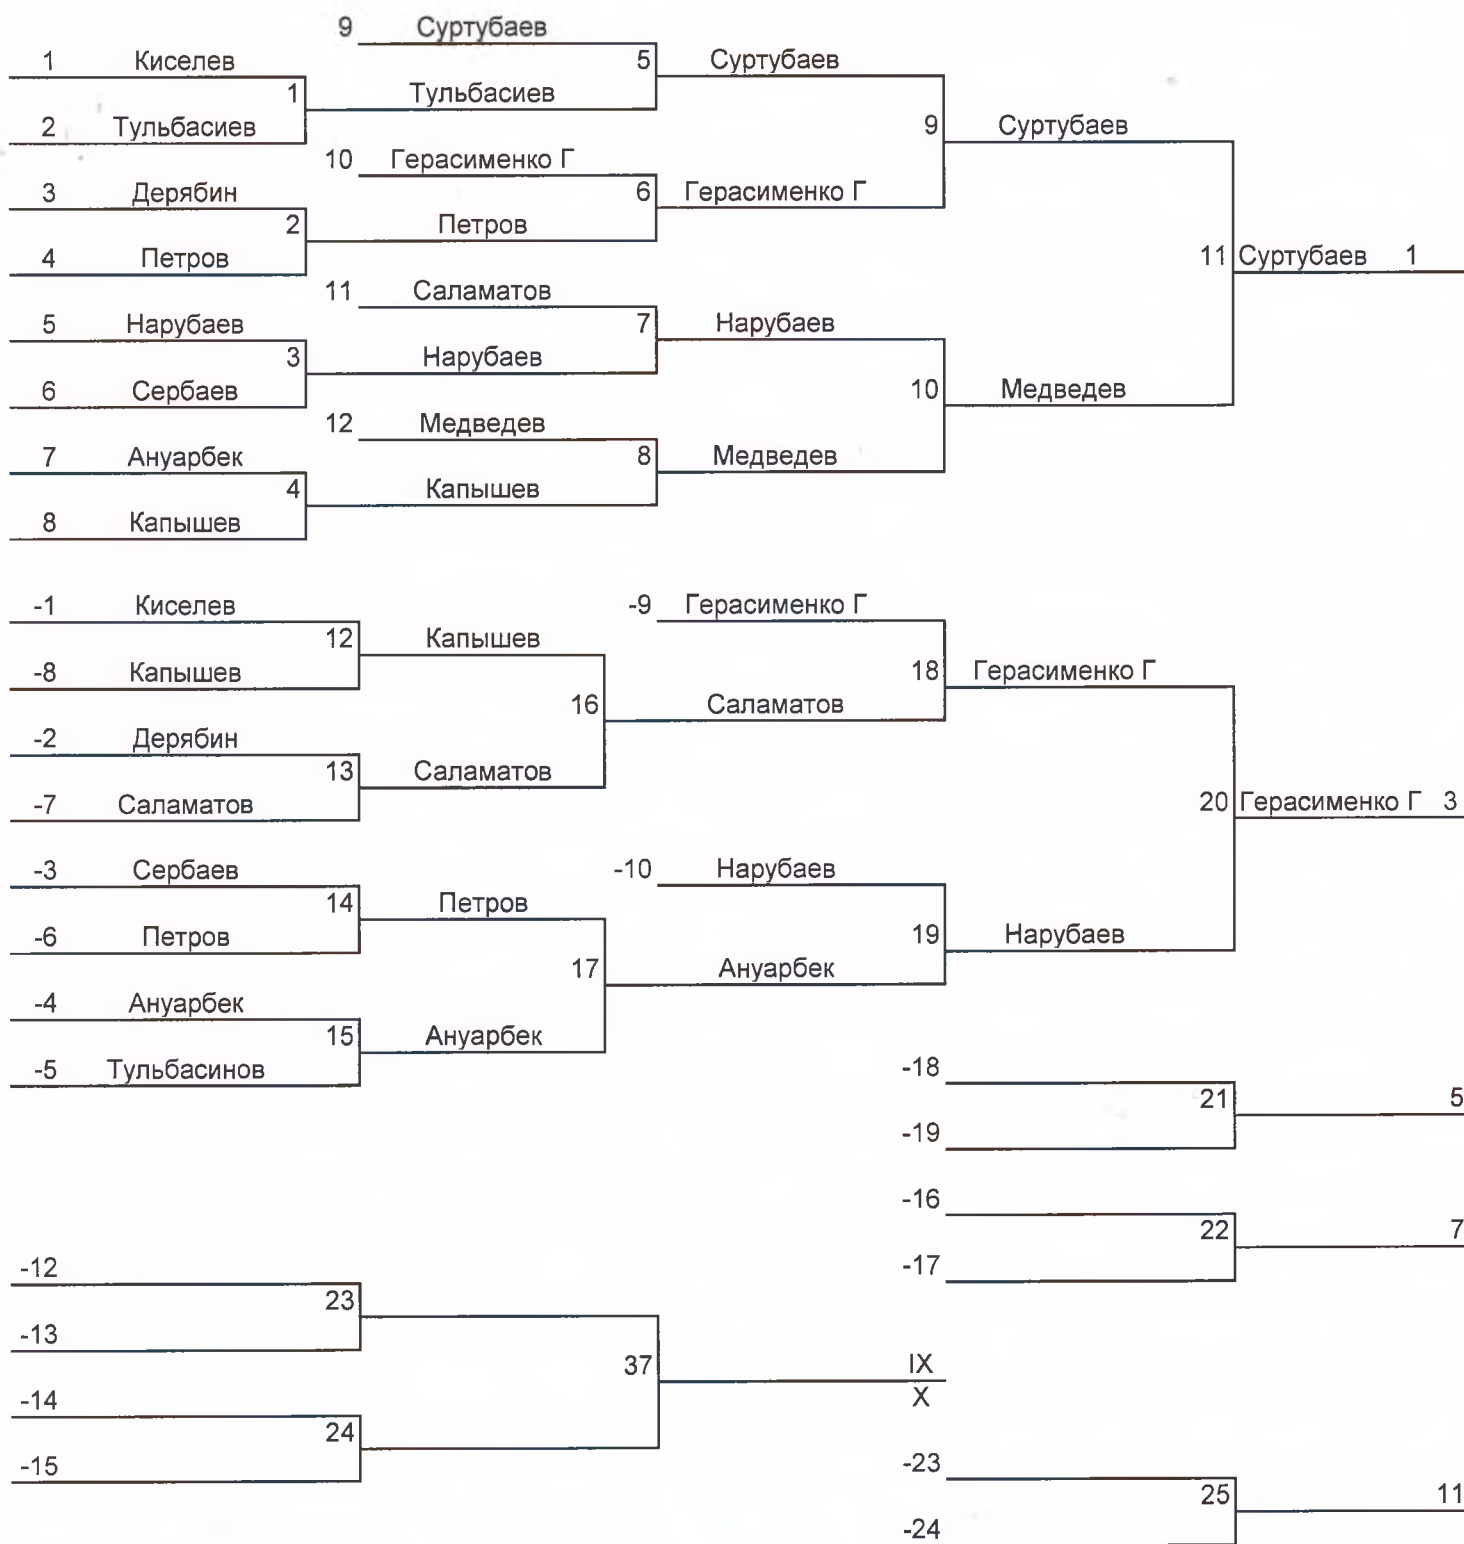 9 Суртубаев
1 Киселев 5 Суртубаев
1 Тульбасиев
2 Тульбасиев 9 Суртубаев
10 Герасименко Г
3 Дерябин 6 Герасименко Г
2 Петров
4 Петров 11 Суртубаев 1
11 Саламатов
5 Нарубаев 7 Нарубаев
3 Нарубаев
6 Сербаев 10 Медведев
12 Медведев
7 Ануарбек 8 Медведев
4 Капышев
8 Капышев
-1 Киселев -9 Герасименко Г
12 Капышев
-8 Капышев 18 Герасименко Г
16 Саламатов
-2 Дерябин
13 Саламатов
-7 Саламатов 20 Герасименко Г 3
-3 Сербаев -10 Нарубаев
14 Петров
-6 Петров 19 Нарубаев
17 Ануарбек
-4 Ануарбек
15 Ануарбек
-5 Тульбасинов -18
21 5
-19
-16
22 7
-12 -17
23
-13
37 IX
-14 X
24
-15 -23
25 11
-24